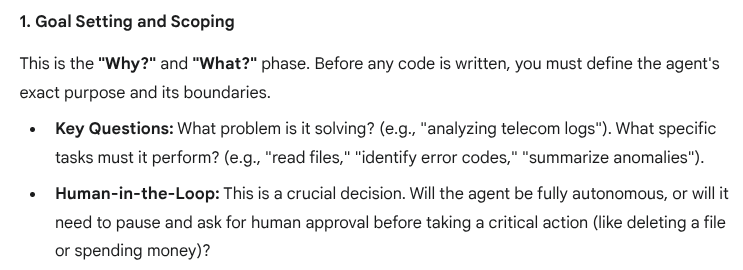 1. Goal Setting and Scoping
This is the "Why?" and "What?" phase. Before any code is written, you must define the agent's
exact purpose and its boundaries.
• Key Questions: What problem is it solving? (e.g., "analyzing telecom logs"). What specific
tasks must it perform? (e.g., "read files," "identify error codes," "summarize anomalies").
• Human-in-the-Loop: This is a crucial decision. Will the agent be fully autonomous, or will it
need to pause and ask for human approval before taking a critical action (like deleting a file
or spending money)?